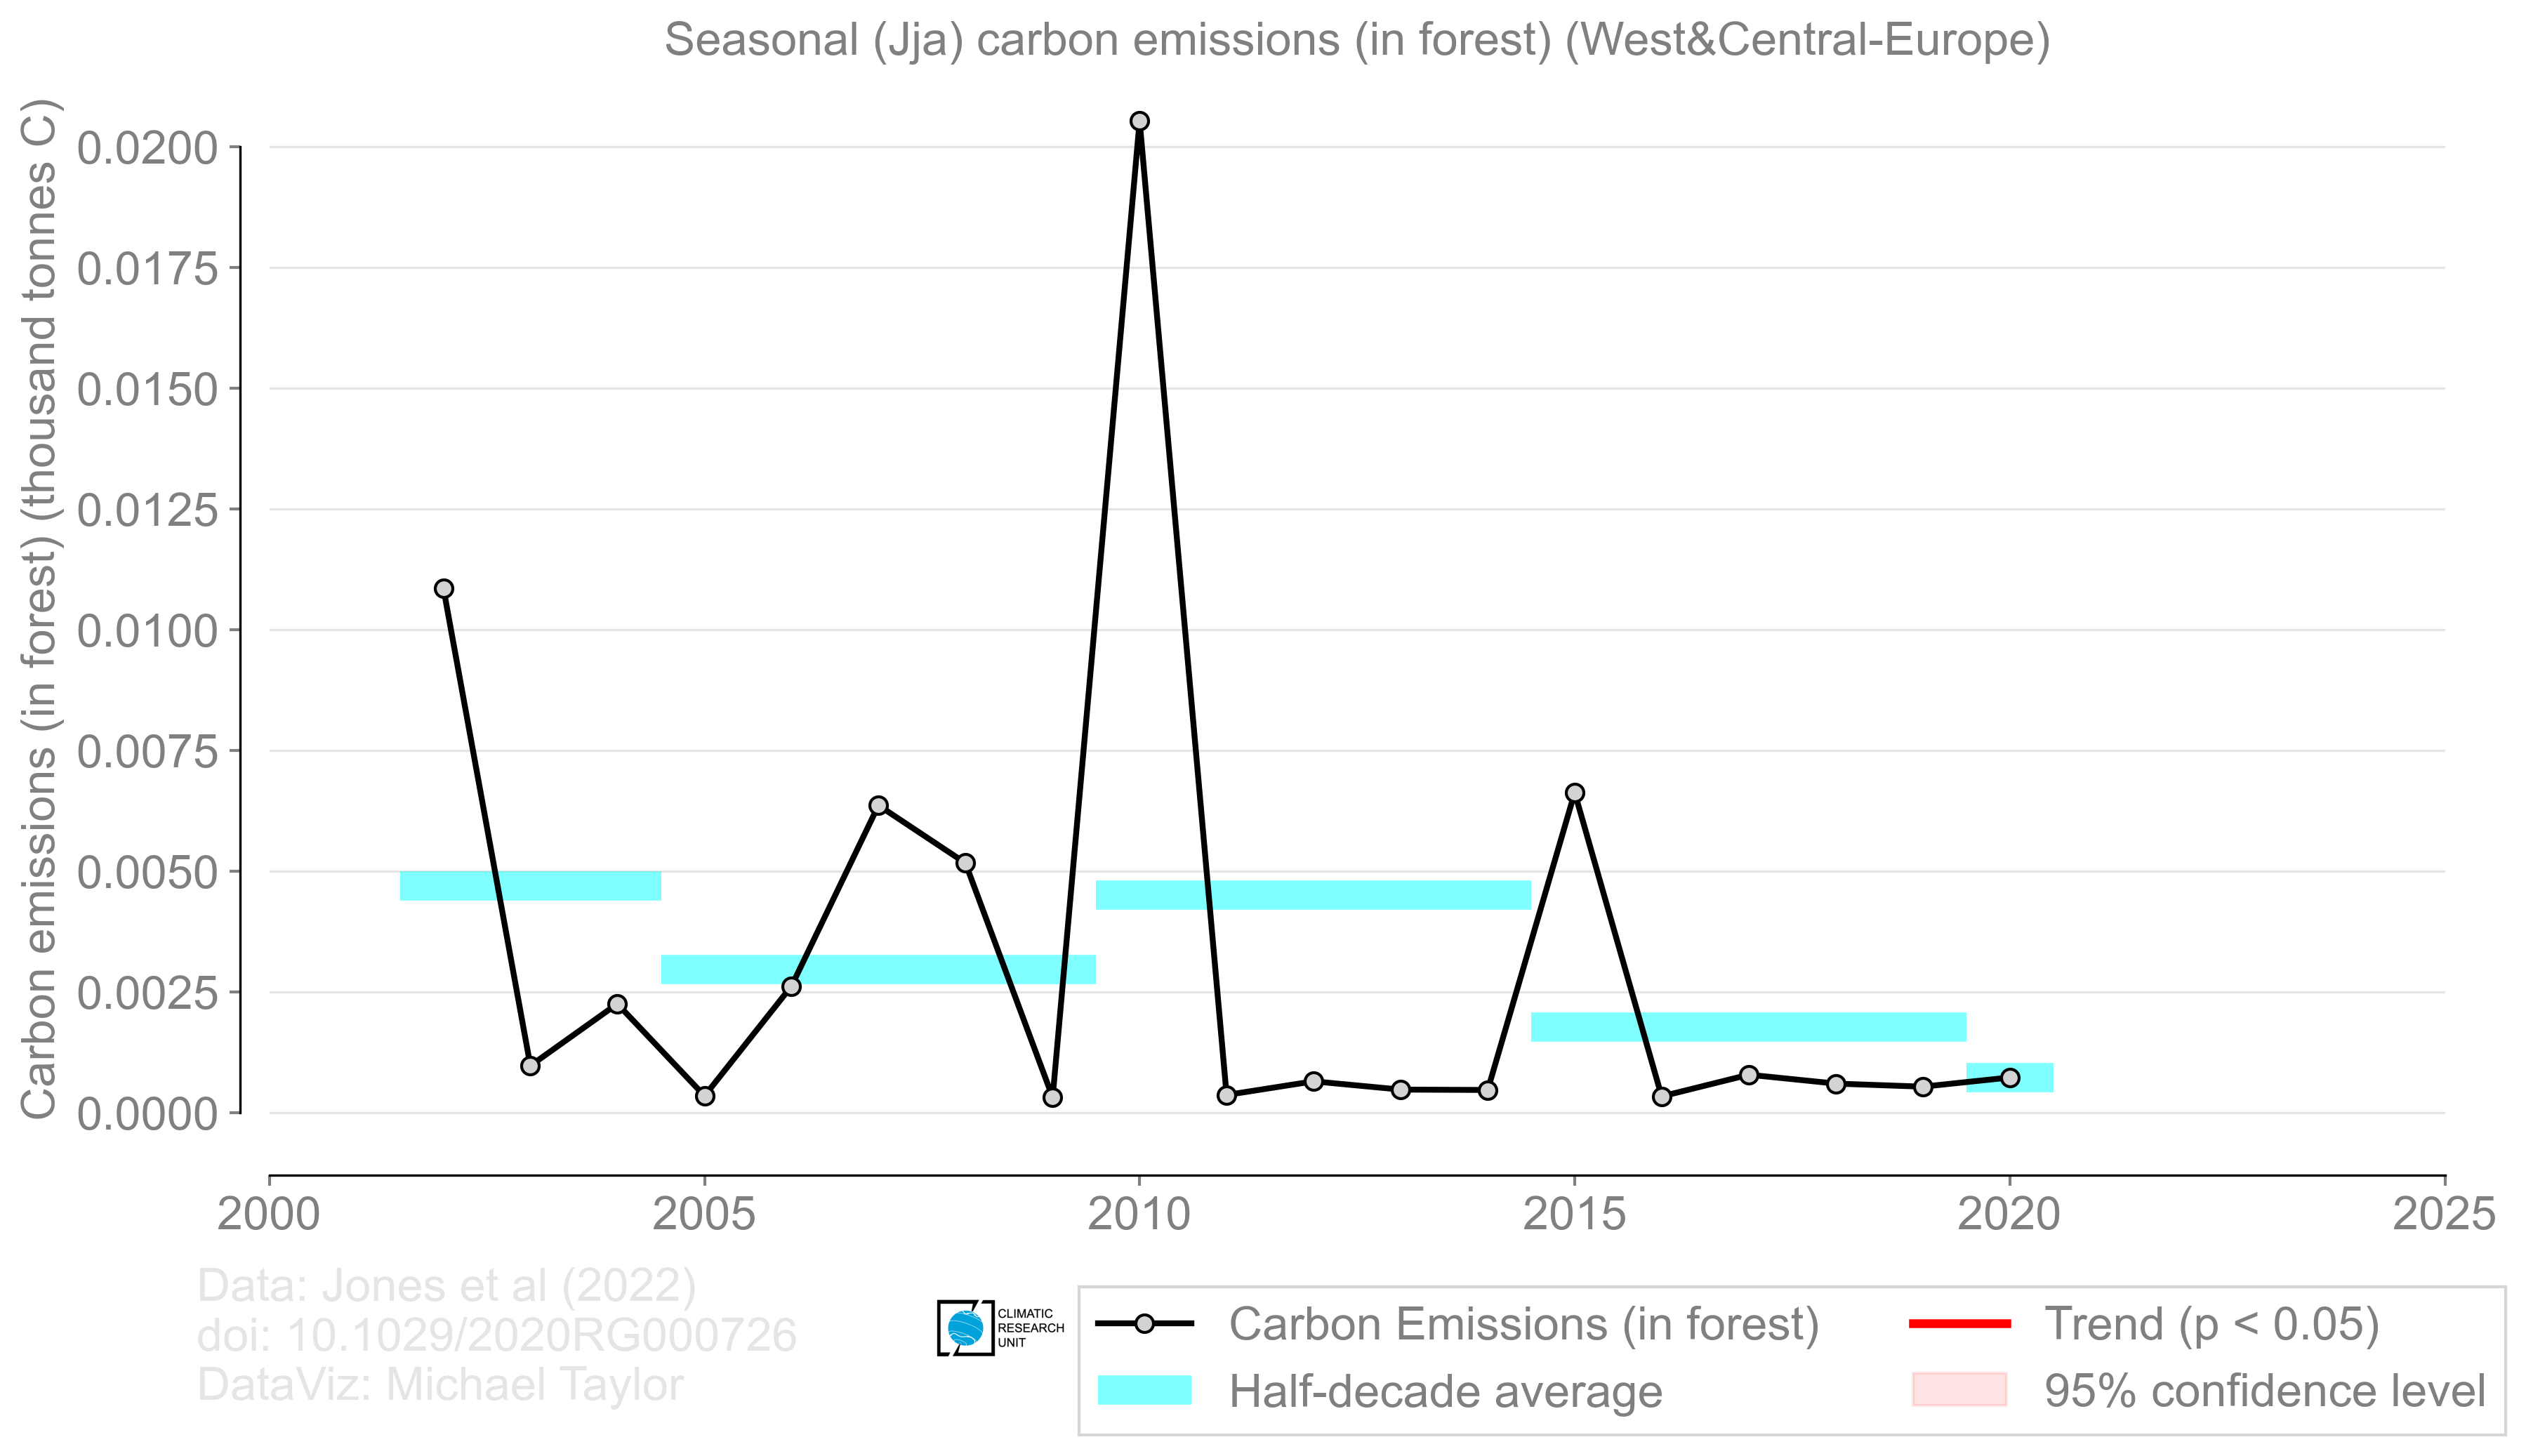 Seasonal (Jja) carbon emissions (in forest) (West&Central-Europe)
Carbon emissions (in forest) (thousand tonnes C)
0.0200
0.0175
0.0150
0.0125
0.0100
0.0075
0.0050
0.0025
0.0000
2000
2005
2010
2015
2020
2025
Data: Jones et al (2022)
doi: 10.1029/2020RG000726
DataViz: Michael Taylor
CLIMATIC
RESEARCH
UNIT
Carbon Emissions (in forest)
Half-decade average
Trend (p < 0.05)
95% confidence level